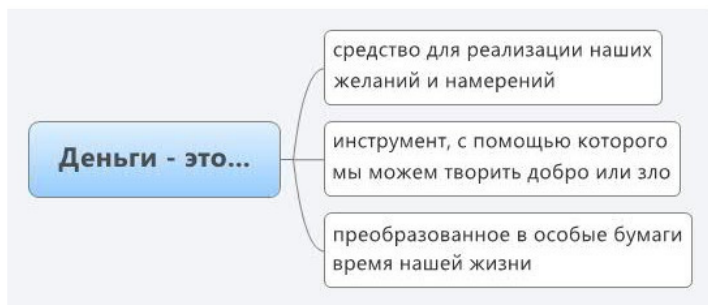 Деньги - это...
средство для реализации наших
желаний и намерений
инструмент, с помощью которого
мы можем творить добро или зло
преобразованное в особые бумаги
время нашей жизни